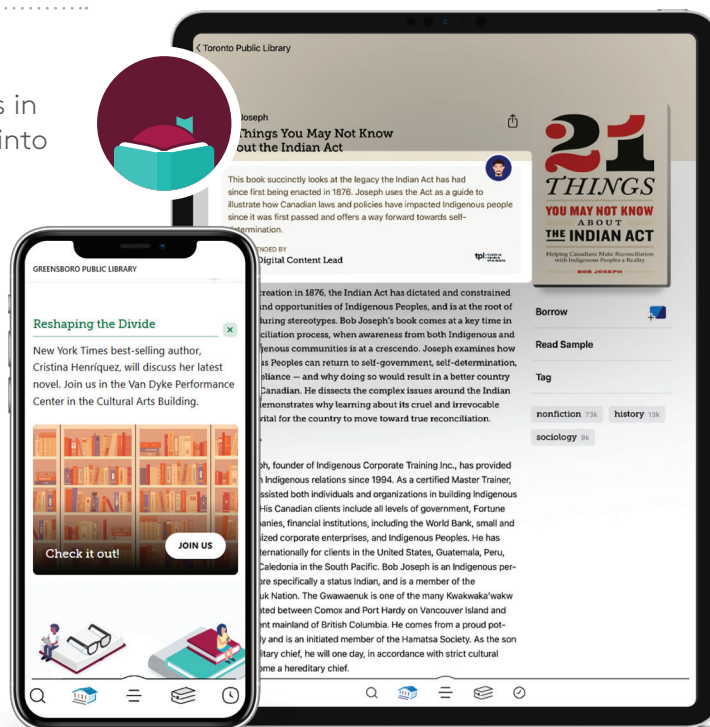 s in
into
Toronto Public Library
Joseph
Things You May Not Know
out the Indian Act
This book succinctly looks at the legacy the Indian Act has had
since first being enacted in 1876. Joseph uses the Act as a guide to
illustrate how Canadian laws and policies have impacted Indigenous people
since it was first passed and offers a way forward towards self-
termination.
ENDED BY
Digital Content Lead
tpl:
21
THINGS
YOU MAY NOT KNOW
ABOUT
THE INDIAN ACT
Helping Canadians Make Reconciliation
with Indigenous Peoples a Reality
BOB JOSEPH
Borrow
Read Sample
Tag
nonfiction 73k history 13k
sociology 9k
creation in 1876, the Indian Act has dictated and constrained
nd opportunities of Indigenous Peoples, and is at the root of
during stereotypes. Bob Joseph's book comes at a key time in
ciliation process, when awareness from both Indigenous and
genous communities is at a crescendo. Joseph examines how
us Peoples can return to self-government, self-determination,
eliance — and why doing so would result in a better country
Canadian. He dissects the complex issues around the Indian
emonstrates why learning about its cruel and irrevocable
vital for the country to move toward true reconciliation.
ph, founder of Indigenous Corporate Training Inc., has provided
n Indigenous relations since 1994. As a certified Master Trainer,
ssisted both individuals and organizations in building Indigenous
His Canadian clients include all levels of government, Fortune
anies, financial institutions, including the World Bank, small and
ized corporate enterprises, and Indigenous Peoples. He has
ternationally for clients in the United States, Guatemala, Peru,
Caledonia in the South Pacific. Bob Joseph is an Indigenous per-
ore specifically a status Indian, and is a member of the
uk Nation. The Gwawaenuk is one of the many Kwakwaka'wakw
ated between Comox and Port Hardy on Vancouver Island and
ent mainland of British Columbia. He comes from a proud pot-
ly and is an initiated member of the Hamatsa Society. As the son
itary chief, he will one day, in accordance with strict cultural
ome a hereditary chief.
GREENSBORO PUBLIC LIBRARY
Reshaping the Divide
New York Times best-selling author,
Cristina Henríquez, will discuss her latest
novel. Join us in the Van Dyke Performance
Center in the Cultural Arts Building.
Check it out!
JOIN US